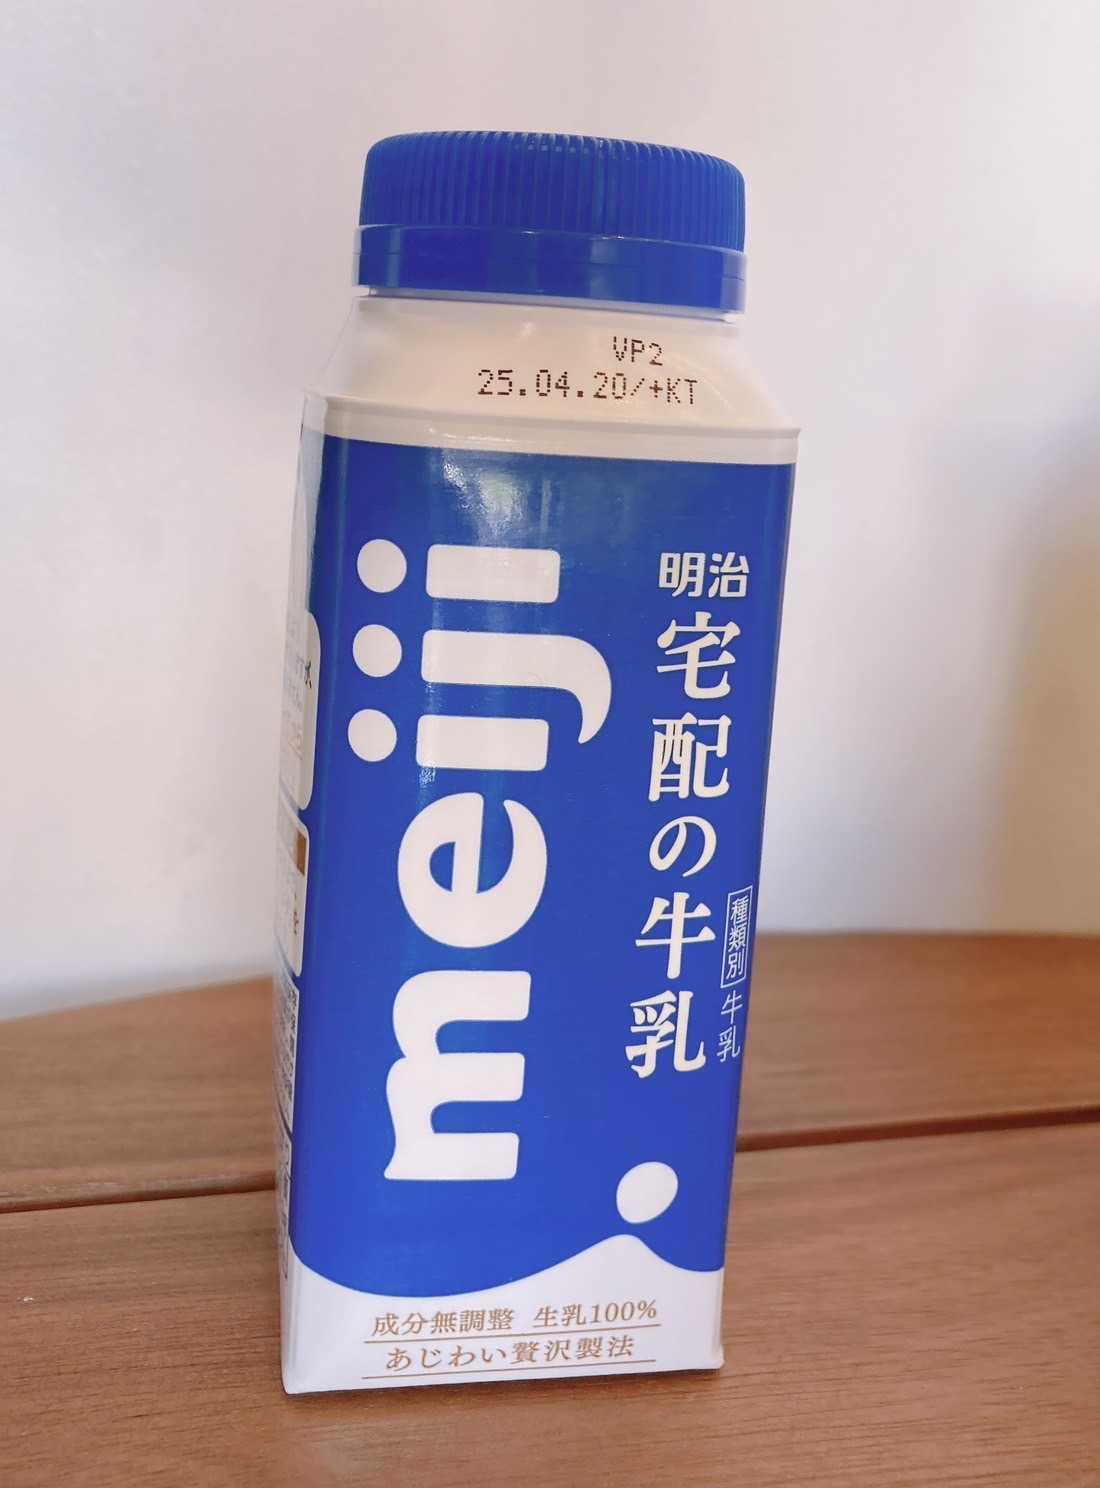 VP2
25.04.20/+KT
meiji
明治
宅配の牛乳
種類別 牛乳
成分無調整 生乳100%
あじわい贅沢製法